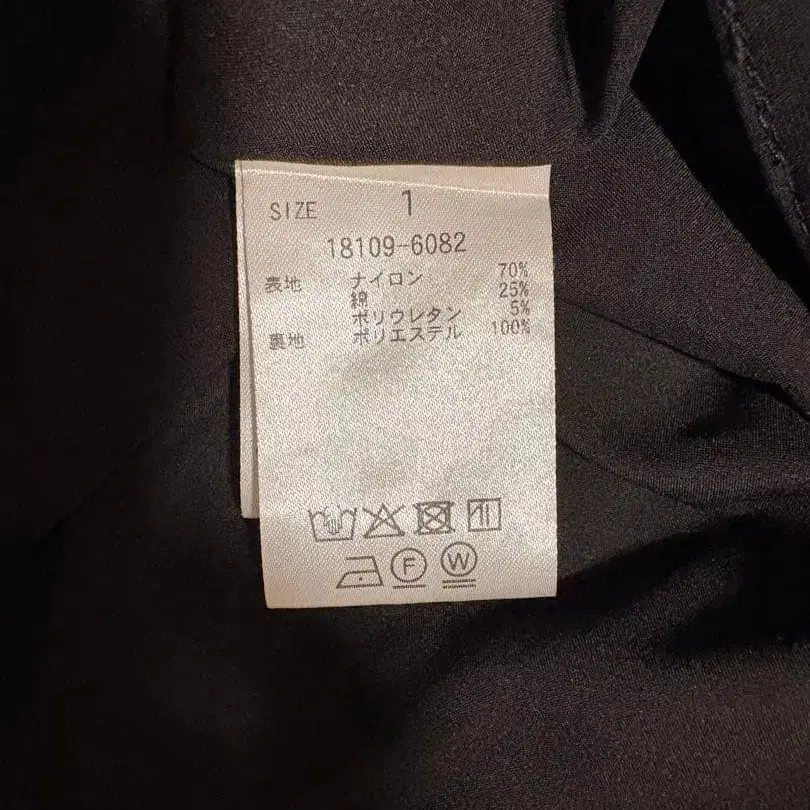 SIZE 1
18109-6082
表地 ナイロン 70%
綿 25%
ポリウレタン 5%
裏地 ポリエステル 100%
F W